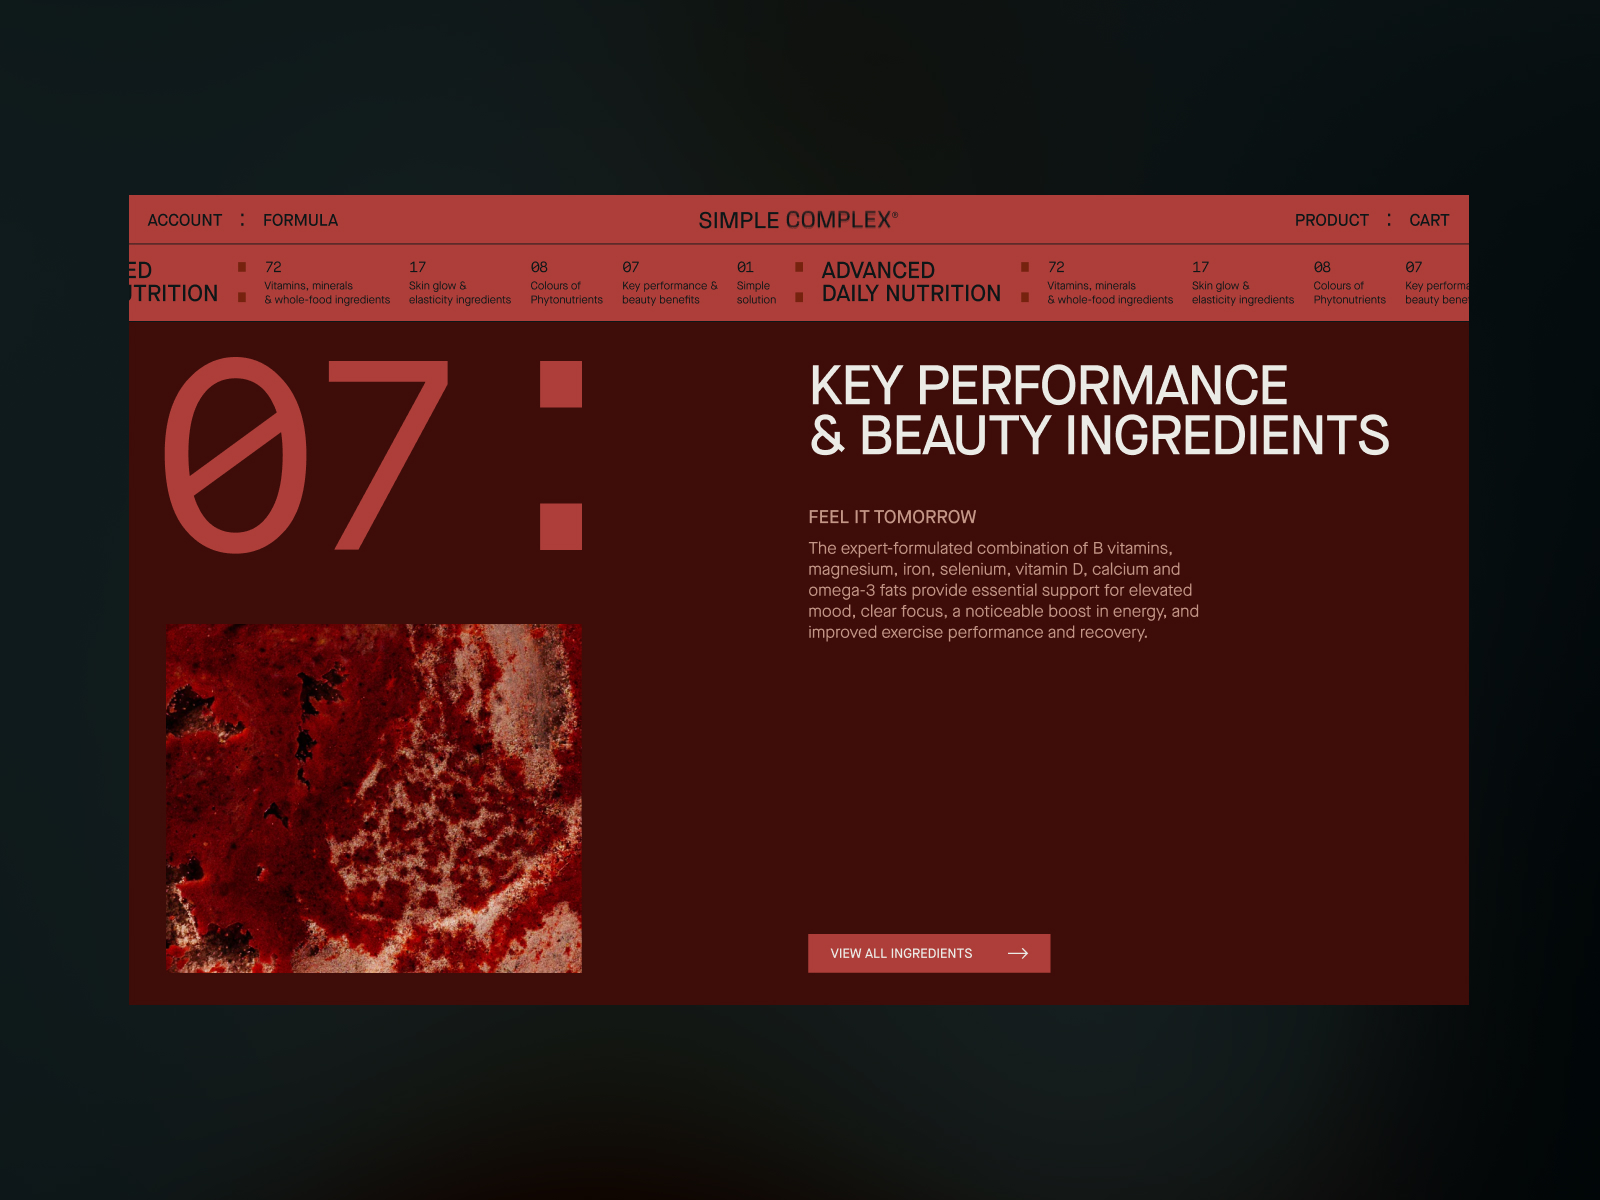 ACCOUNT : FORMULA
SIMPLE COMPLEX®
PRODUCT : CART
ED
UTRITION
72
Vitamins, minerals
& whole-food ingredients
17
Skin glow &
elasticity ingredients
08
Colours of
Phytonutrients
07
Key performance &
beauty benefits
01
Simple
solution
ADVANCED
DAILY NUTRITION
72
Vitamins, minerals
& whole-food ingredients
17
Skin glow &
elasticity ingredients
08
Colours of
Phytonutrients
07
Key performa
beauty bene
07:
KEY PERFORMANCE
& BEAUTY INGREDIENTS
FEEL IT TOMORROW
The expert-formulated combination of B vitamins,
magnesium, iron, selenium, vitamin D, calcium and
omega-3 fats provide essential support for elevated
mood, clear focus, a noticeable boost in energy, and
improved exercise performance and recovery.
VIEW ALL INGREDIENTS →